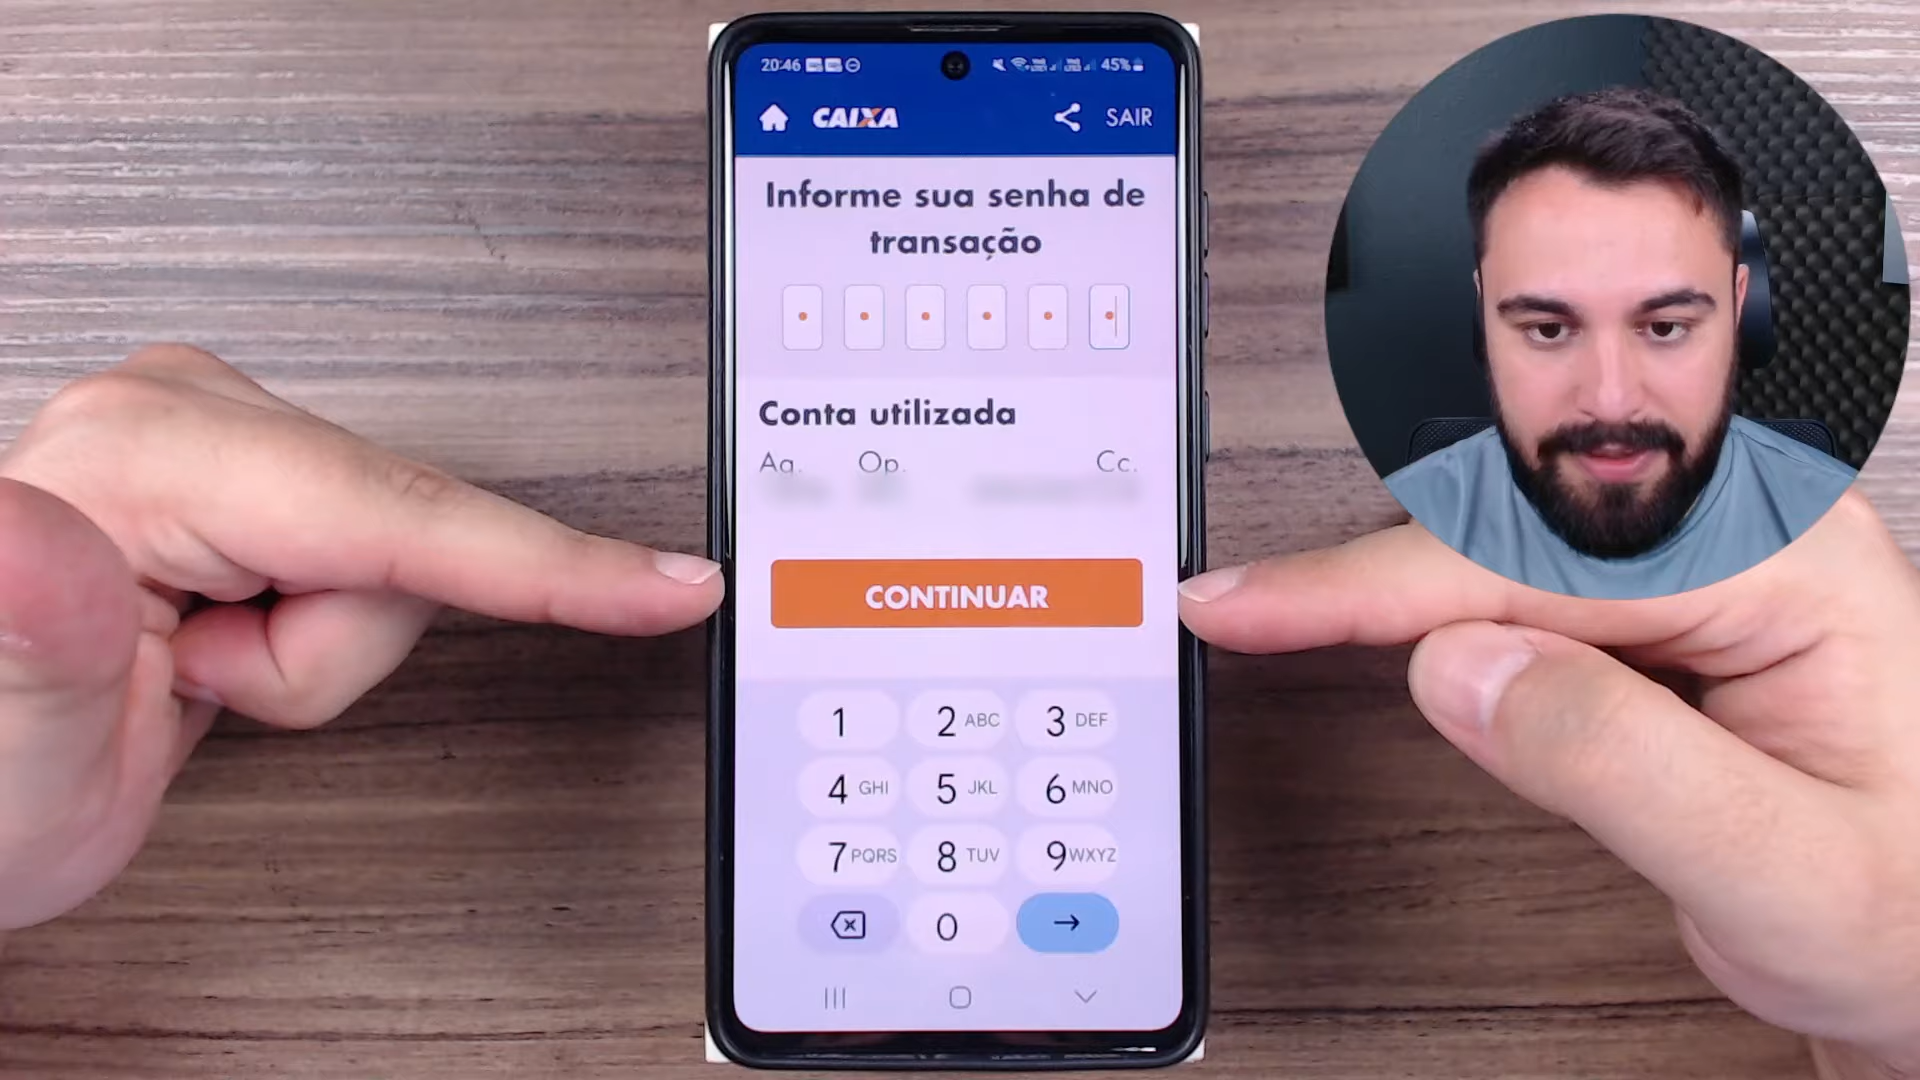 20:46 45%
CAIXA SAIR
Informe sua senha de
transação
Conta utilizada
Ag. Op. Cc.
CONTINUAR
1 2 ABC 3 DEF
4 GHI 5 JKL 6 MNO
7 PQRS 8 TUV 9 WXYZ
0